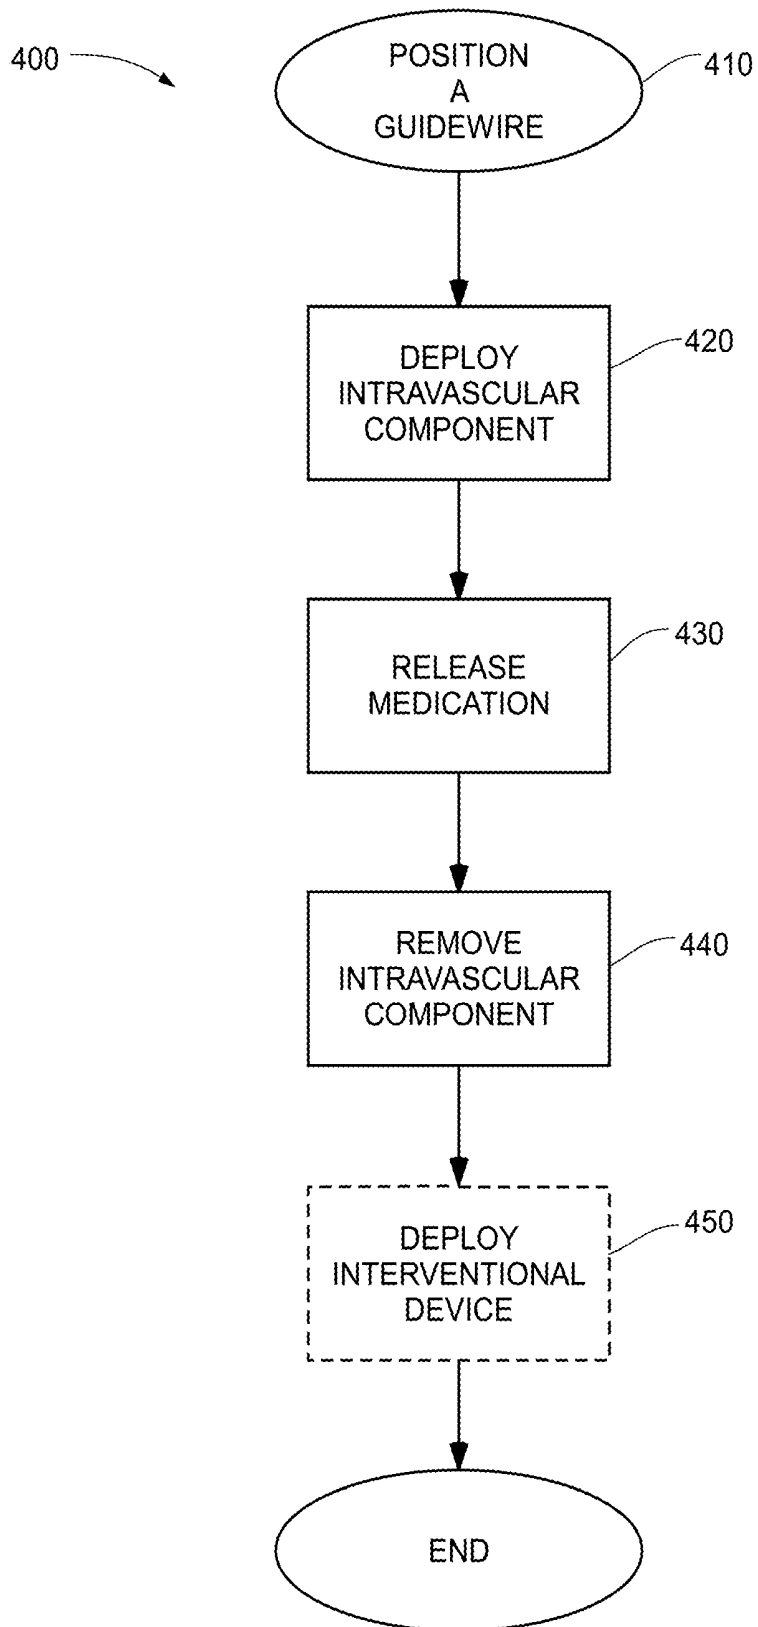 400
POSITION
A
GUIDEWIRE
410
DEPLOY
INTRAVASCULAR
COMPONENT
420
RELEASE
MEDICATION
430
REMOVE
INTRAVASCULAR
COMPONENT
440
DEPLOY
INTERVENTIONAL
DEVICE
450
END